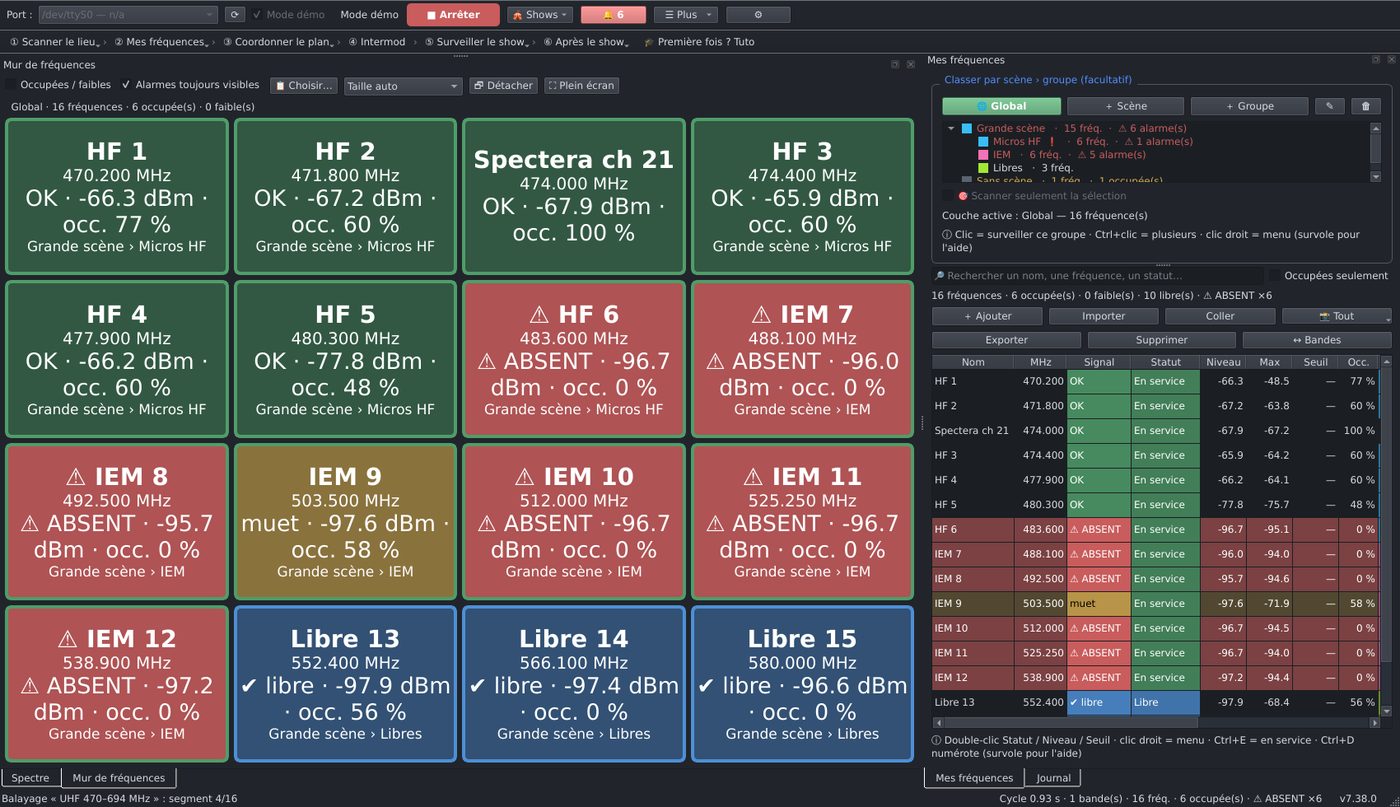 Port : /dev/ttyS0 — n/a ⟳ ✓ Mode démo Mode démo ■ Arrêter 🎪 Shows 🔔 6 ☰ Plus ⚙
① Scanner le lieu › ② Mes fréquences › ③ Coordonner le plan › ④ Intermod › ⑤ Surveiller le show › ⑥ Après le show 🎓 Première fois ? Tuto
Mur de fréquences
Occupées / faibles ✓ Alarmes toujours visibles 📋 Choisir... Taille auto 🗗 Détacher ⛶ Plein écran
Global · 16 fréquences · 6 occupée(s) · 0 faible(s)
HF 1
470.200 MHz
OK · -66.3 dBm ·
occ. 77 %
Grande scène › Micros HF
HF 2
471.800 MHz
OK · -67.2 dBm ·
occ. 60 %
Grande scène › Micros HF
Spectera ch 21
474.000 MHz
OK · -67.9 dBm ·
occ. 100 %
HF 3
474.400 MHz
OK · -65.9 dBm ·
occ. 60 %
Grande scène › Micros HF
HF 4
477.900 MHz
OK · -66.2 dBm ·
occ. 60 %
Grande scène › Micros HF
HF 5
480.300 MHz
OK · -77.8 dBm ·
occ. 48 %
Grande scène › Micros HF
⚠ HF 6
483.600 MHz
⚠ ABSENT · -96.7
dBm · occ. 0 %
Grande scène › Micros HF
⚠ IEM 7
488.100 MHz
⚠ ABSENT · -96.0
dBm · occ. 0 %
Grande scène › IEM
⚠ IEM 8
492.500 MHz
⚠ ABSENT · -95.7
dBm · occ. 0 %
Grande scène › IEM
IEM 9
503.500 MHz
muet · -97.6 dBm ·
occ. 58 %
Grande scène › IEM
⚠ IEM 10
512.000 MHz
⚠ ABSENT · -96.7
dBm · occ. 0 %
Grande scène › IEM
⚠ IEM 11
525.250 MHz
⚠ ABSENT · -96.7
dBm · occ. 0 %
Grande scène › IEM
⚠ IEM 12
538.900 MHz
⚠ ABSENT · -97.2
dBm · occ. 0 %
Grande scène › IEM
Libre 13
552.400 MHz
✔ libre · -97.9 dBm
· occ. 56 %
Grande scène › Libres
Libre 14
566.100 MHz
✔ libre · -97.4 dBm
· occ. 0 %
Grande scène › Libres
Libre 15
580.000 MHz
✔ libre · -96.6 dBm
· occ. 0 %
Grande scène › Libres
Spectre Mur de fréquences
Balayage « UHF 470–694 MHz » : segment 4/16
Mes fréquences
Classer par scène › groupe (facultatif)
🌐 Global + Scène + Groupe ✎ 🗑
Grande scène · 15 fréq. · ⚠ 6 alarme(s)
Micros HF ❗ · 6 fréq. · ⚠ 1 alarme(s)
IEM · 6 fréq. · ⚠ 5 alarme(s)
Libres · 3 fréq.
Sans scène · 1 fréq. · 1 occupée(s)
🎯 Scanner seulement la sélection
Couche active : Global — 16 fréquence(s)
ⓘ Clic = surveiller ce groupe · Ctrl+clic = plusieurs · clic droit = menu (survole pour
l'aide)
🔎 Rechercher un nom, une fréquence, un statut... Occupées seulement
16 fréquences · 6 occupée(s) · 0 faible(s) · 10 libre(s) · ⚠ ABSENT ×6
+ Ajouter Importer Coller 📸 Tout
Exporter Supprimer ↔ Bandes
Nom MHz Signal Statut Niveau Max Seuil Occ.
HF 1 470.200 OK En service -66.3 -48.5 — 77 %
HF 2 471.800 OK En service -67.2 -63.8 — 60 %
Spectera ch 21 474.000 OK En service -67.9 -67.2 — 100 %
HF 3 474.400 OK En service -65.9 -64.2 — 60 %
HF 4 477.900 OK En service -66.2 -64.1 — 60 %
HF 5 480.300 OK En service -77.8 -75.7 — 48 %
HF 6 483.600 ⚠ ABSENT En service -96.7 -95.1 — 0 %
IEM 7 488.100 ⚠ ABSENT En service -96.0 -94.0 — 0 %
IEM 8 492.500 ⚠ ABSENT En service -95.7 -94.6 — 0 %
IEM 9 503.500 muet En service -97.6 -71.9 — 58 %
IEM 10 512.000 ⚠ ABSENT En service -96.7 -94.5 — 0 %
IEM 11 525.250 ⚠ ABSENT En service -96.7 -94.0 — 0 %
IEM 12 538.900 ⚠ ABSENT En service -97.2 -94.4 — 0 %
Libre 13 552.400 ✔ libre Libre -97.9 -68.4 — 56 %
ⓘ Double-clic Statut / Niveau / Seuil · clic droit = menu · Ctrl+E = en service · Ctrl+D
numérote (survole pour l'aide)
Mes fréquences Journal
Cycle 0.93 s · 1 bande(s) · 16 fréq. · 6 occupée(s) · ⚠ ABSENT ×6 v7.38.0